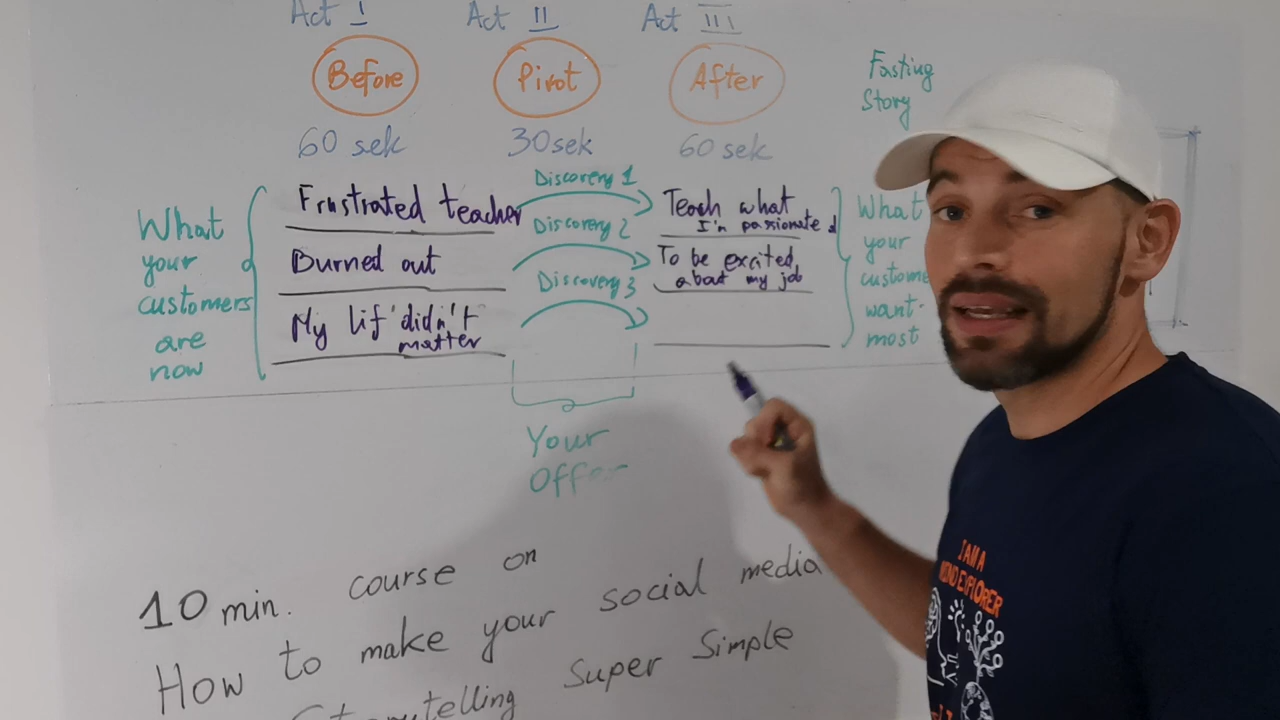 Act I
Act II
Act III
Before
Pivot
After
Fasting
Story
60 sek
30sek
60 sek
What
your
customers
are
now
Frustrated teacher
Burned out
My lif didn't
matter
Discovery 1
Discovery 2
Discovery 3
Teach what
I'm passionate
To be excited
about my job
What
your
custome
want
most
Your
Offer
10 min. course on
How to make your social media
Storytelling Super Simple
I AM A
MIND EXPLORER